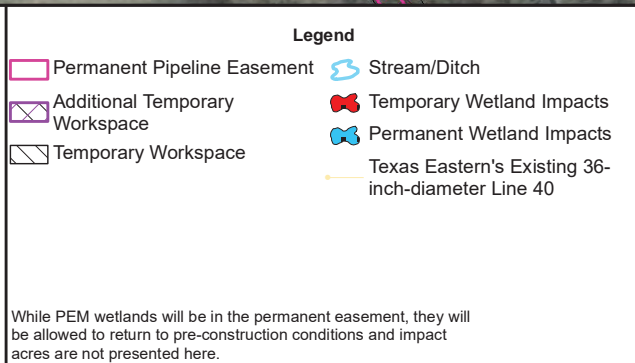 Legend
Permanent Pipeline Easement
Additional Temporary
Workspace
Temporary Workspace
Stream/Ditch
Temporary Wetland Impacts
Permanent Wetland Impacts
Texas Eastern's Existing 36-
inch-diameter Line 40
While PEM wetlands will be in the permanent easement, they will
be allowed to return to pre-construction conditions and impact
acres are not presented here.